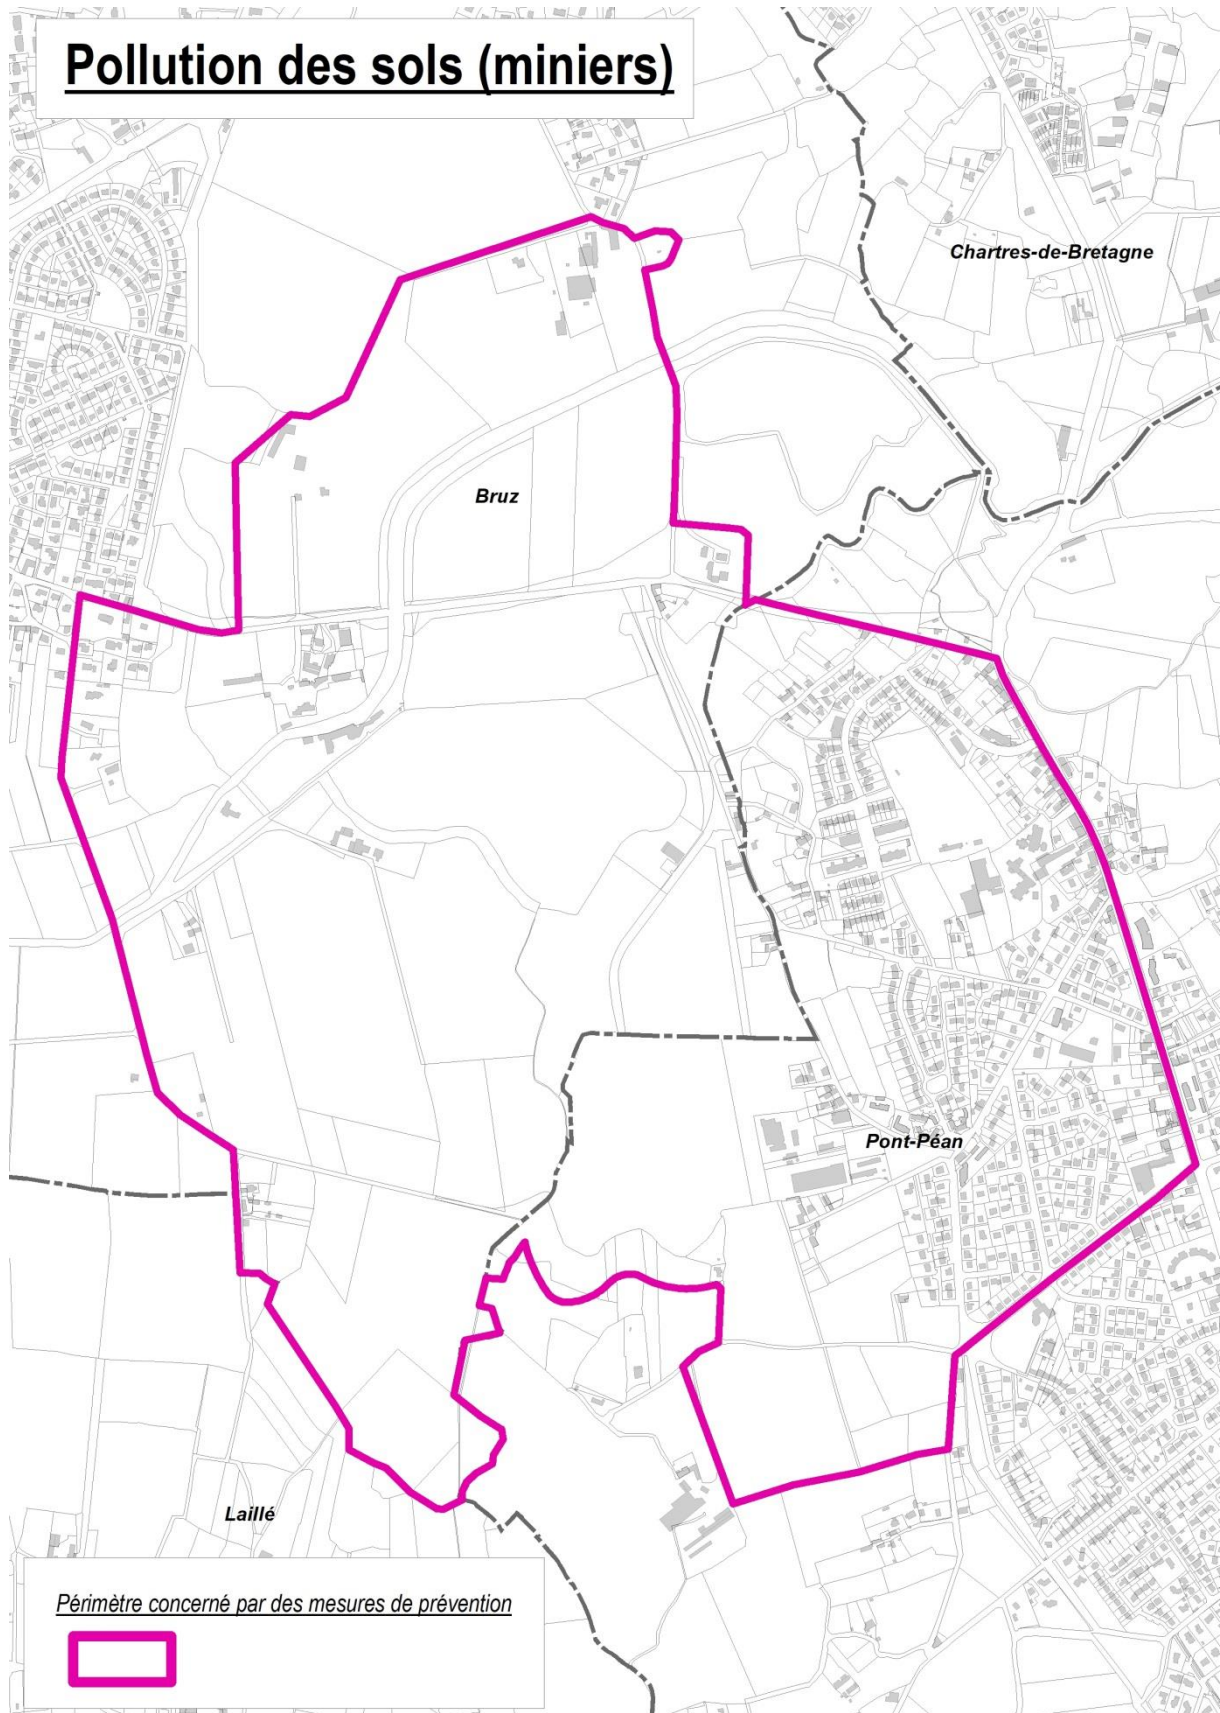 Pollution des sols (miniers)
Chartres-de-Bretagne
Bruz
Pont-Péan
Laillé
Périmètre concerné par des mesures de prévention